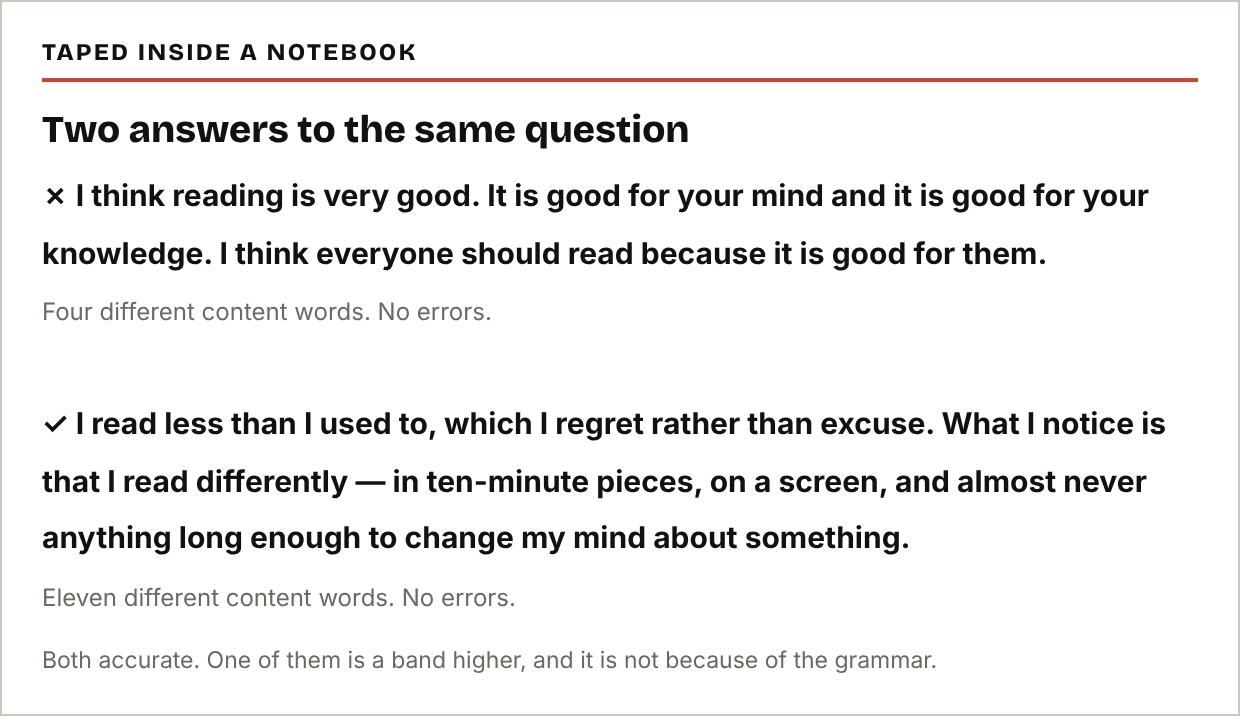 TAPED INSIDE A NOTEBOOK
Two answers to the same question
✕ I think reading is very good. It is good for your mind and it is good for your
knowledge. I think everyone should read because it is good for them.
Four different content words. No errors.
✓ I read less than I used to, which I regret rather than excuse. What I notice is
that I read differently — in ten-minute pieces, on a screen, and almost never
anything long enough to change my mind about something.
Eleven different content words. No errors.
Both accurate. One of them is a band higher, and it is not because of the grammar.